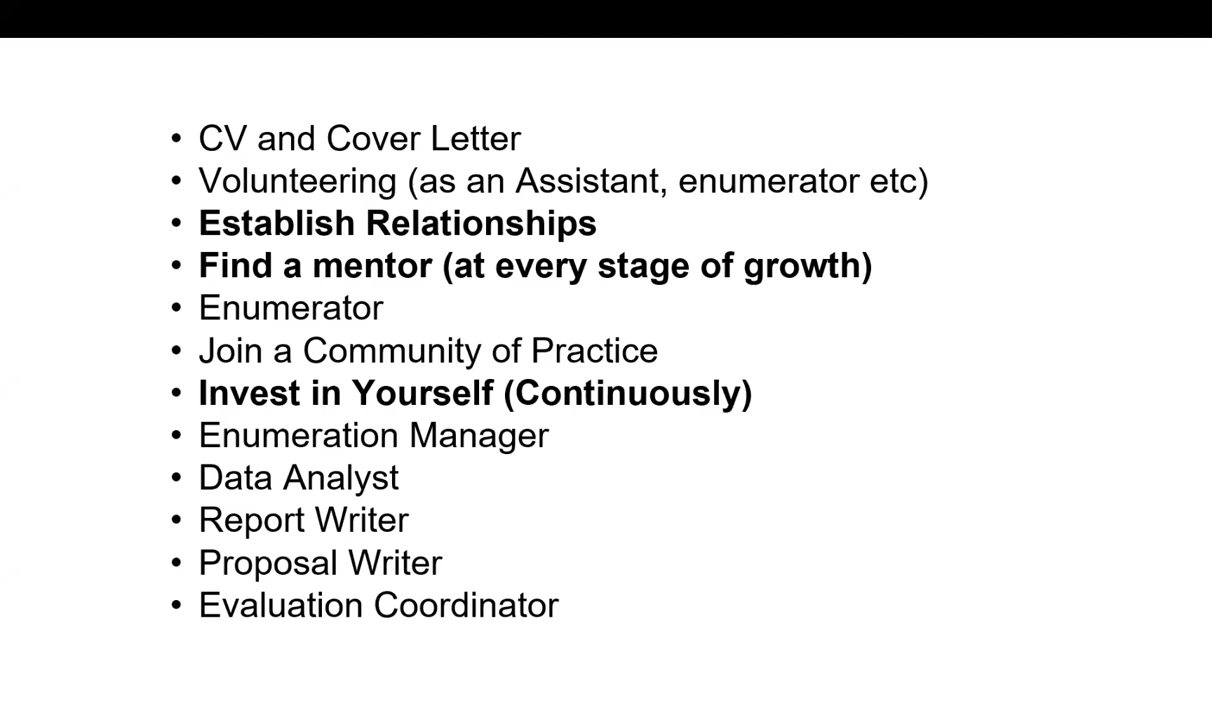 • CV and Cover Letter
• Volunteering (as an Assistant, enumerator etc)
• Establish Relationships
• Find a mentor (at every stage of growth)
• Enumerator
• Join a Community of Practice
• Invest in Yourself (Continuously)
• Enumeration Manager
• Data Analyst
• Report Writer
• Proposal Writer
• Evaluation Coordinator